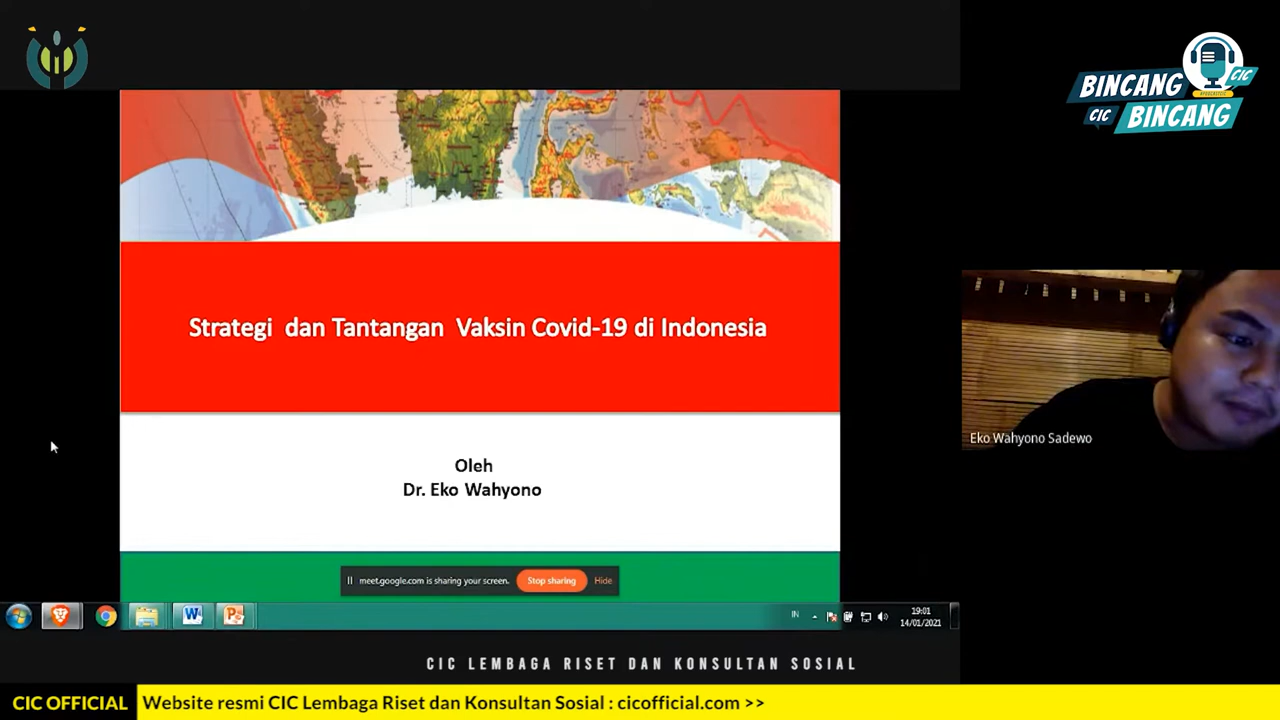 BINCANG
CIC
CIC
BINCANG
#PODCASTCIC
Strategi dan Tantangan Vaksin Covid-19 di Indonesia
Oleh
Dr. Eko Wahyono
Eko Wahyono Sadewo
meet.google.com is sharing your screen.
Stop sharing
Hide
IN
19:01
14/01/2021
CIC LEMBAGA RISET DAN KONSULTAN SOSIAL
CIC OFFICIAL
Website resmi CIC Lembaga Riset dan Konsultan Sosial : cicofficial.com >>